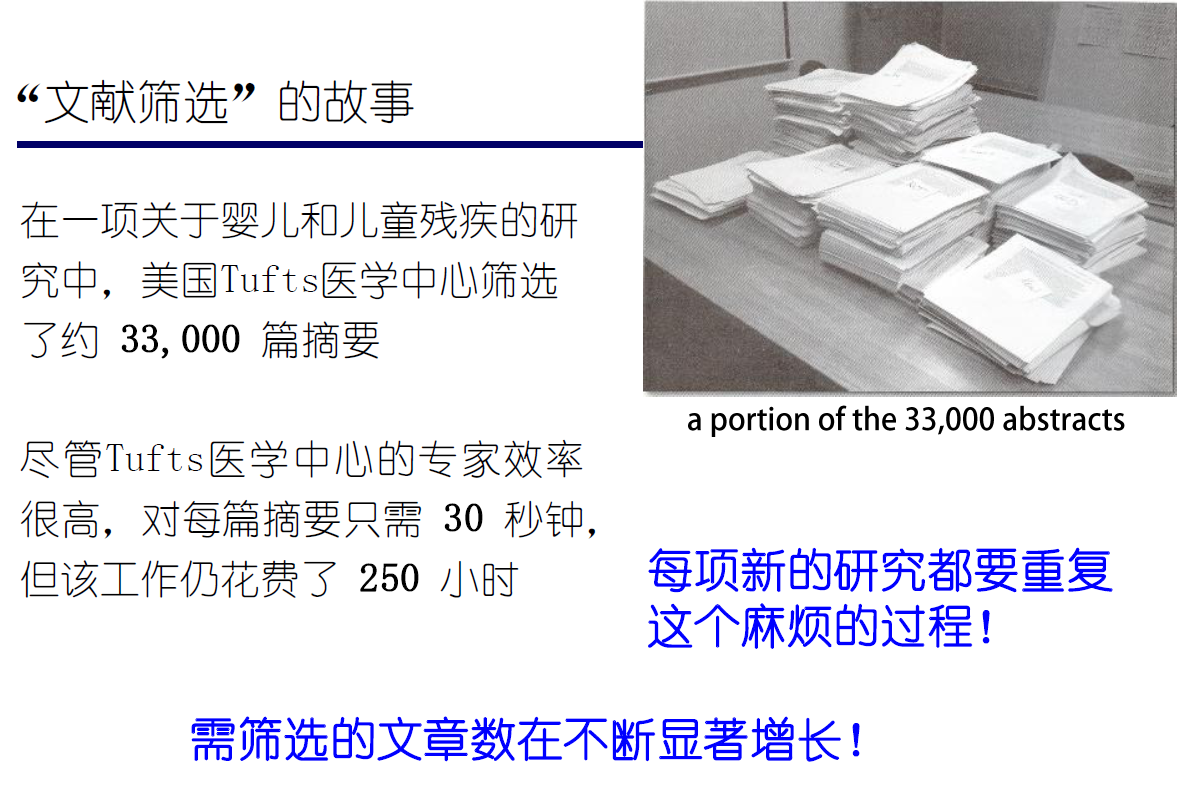 “文献筛选”的故事
在一项关于婴儿和儿童残疾的研
究中，美国Tufts医学中心筛选
了约 33,000 篇摘要
尽管Tufts医学中心的专家效率
很高，对每篇摘要只需 30 秒钟，
但该工作仍花费了 250 小时
a portion of the 33,000 abstracts
每项新的研究都要重复
这个麻烦的过程！
需筛选的文章数在不断显著增长！